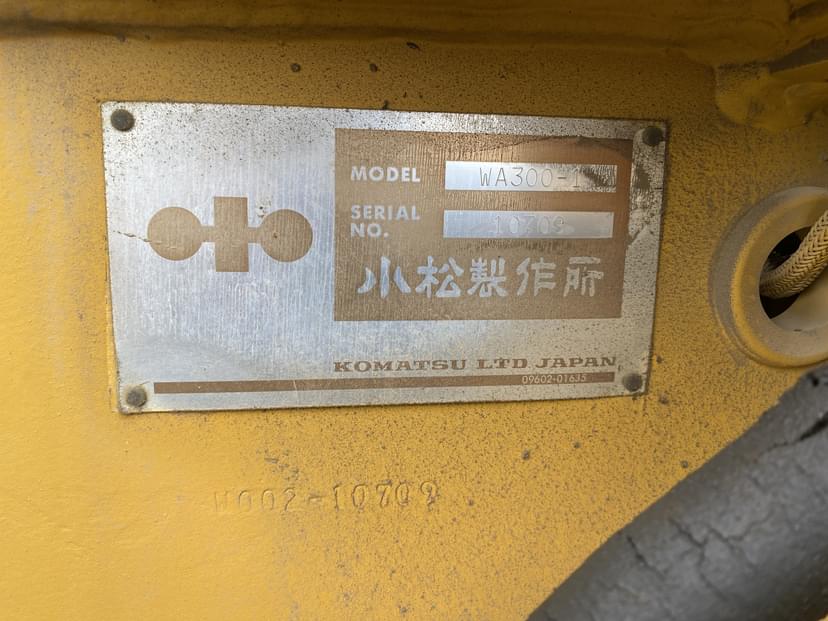 MODEL WA300-1
SERIAL NO. 10709
小松製作所
KOMATSU LTD. JAPAN
09602-01635
W002-10709